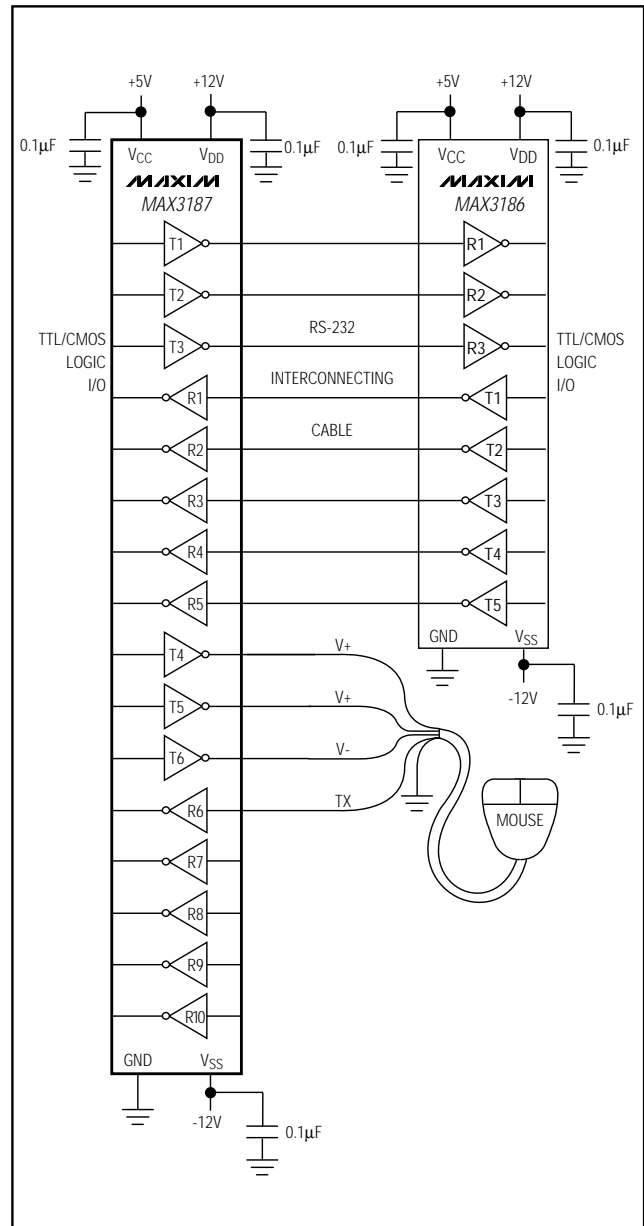 +5V +12V +5V +12V
0.1µF 0.1µF 0.1µF 0.1µF
VCC VDD VCC VDD
MAXIM MAXIM
MAX3187 MAX3186
T1 R1
T2 R2
RS-232
T3 R3
TTL/CMOS LOGIC I/O
TTL/CMOS LOGIC I/O
INTERCONNECTING
R1 T1
CABLE
R2 T2
R3 T3
R4 T4
R5 T5
GND VSS
T4 V+
-12V
0.1µF
T5 V+
T6 V-
R6 TX
MOUSE
R7
R8
R9
R10
GND VSS
-12V
0.1µF